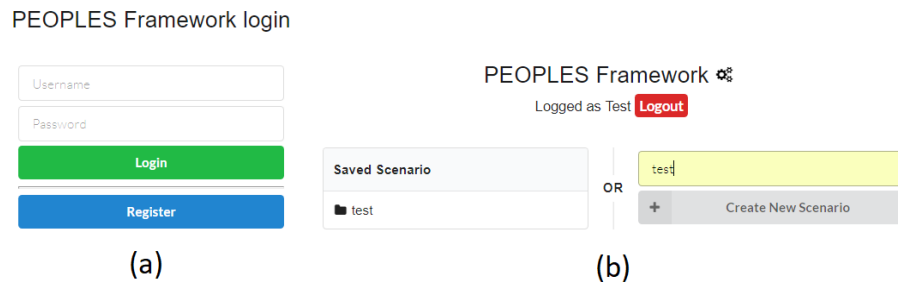 PEOPLES Framework login
Username
Password
Login
Register
(a)
PEOPLES Framework
Logged as Test Logout
Saved Scenario
test
OR
test
+ Create New Scenario
(b)